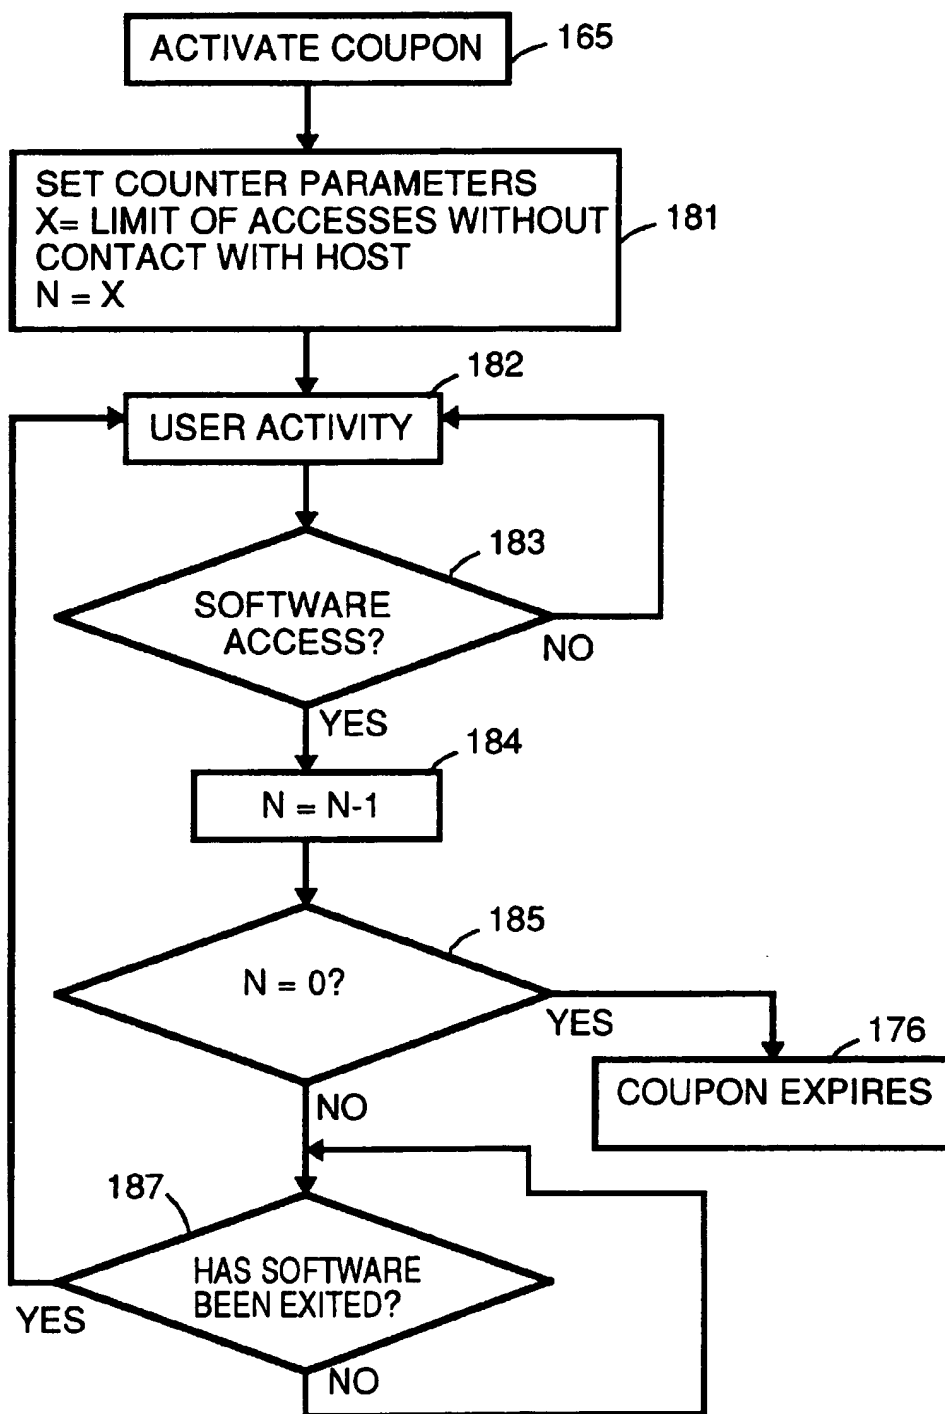 ACTIVATE COUPON
165
SET COUNTER PARAMETERS
X= LIMIT OF ACCESSES WITHOUT
CONTACT WITH HOST
N = X
181
182
USER ACTIVITY
183
SOFTWARE
ACCESS?
NO
YES
184
N = N-1
185
N = 0?
YES
176
COUPON EXPIRES
NO
187
HAS SOFTWARE
BEEN EXITED?
YES
NO